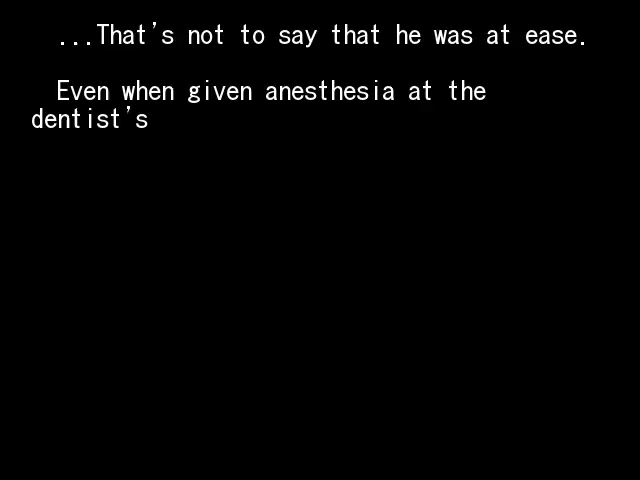 ...That’s not to say that he was at ease.
Even when given anesthesia at the
dentist’s